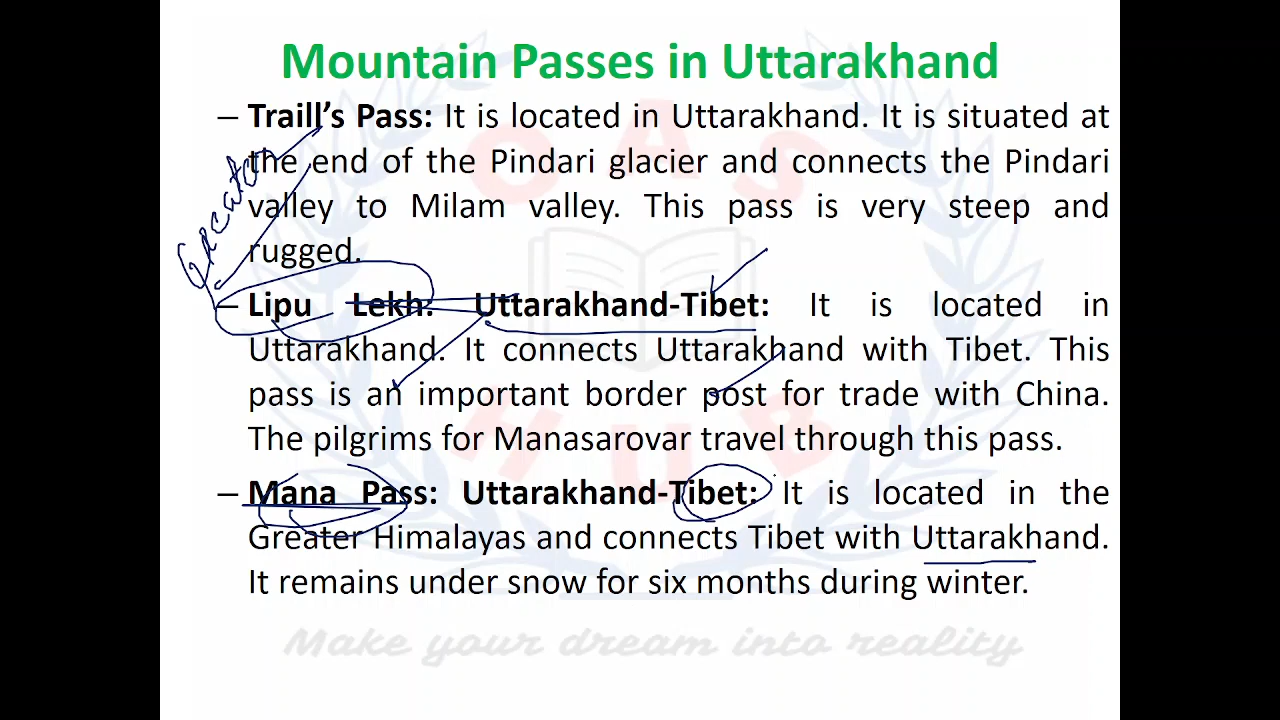 Mountain Passes in Uttarakhand
– Traill's Pass: It is located in Uttarakhand. It is situated at
the end of the Pindari glacier and connects the Pindari
valley to Milam valley. This pass is very steep and
rugged.
Greater
– Lipu Lekh: Uttarakhand-Tibet: It is located in
Uttarakhand. It connects Uttarakhand with Tibet. This
pass is an important border post for trade with China.
The pilgrims for Manasarovar travel through this pass.
– Mana Pass: Uttarakhand-Tibet: It is located in the
Greater Himalayas and connects Tibet with Uttarakhand.
It remains under snow for six months during winter.
OAS
HUB
Make your dream into reality